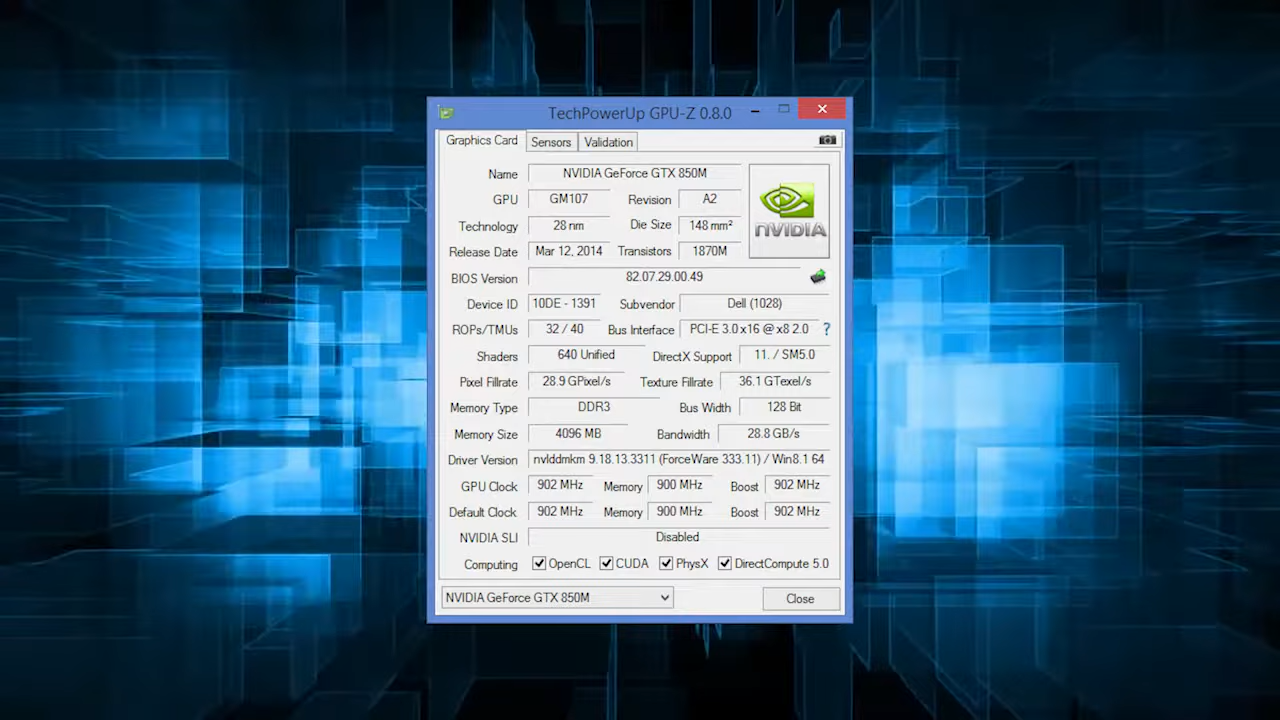 TechPowerUp GPU-Z 0.8.0
Graphics Card Sensors Validation
Name NVIDIA GeForce GTX 850M
GPU GM107 Revision A2
Technology 28 nm Die Size 148 mm²
NVIDIA
Release Date Mar 12, 2014 Transistors 1870M
BIOS Version 82.07.29.00.49
Device ID 10DE - 1391 Subvendor Dell (1028)
ROPs/TMUs 32 / 40 Bus Interface PCI-E 3.0 x16 @ x8 2.0 ?
Shaders 640 Unified DirectX Support 11. / SM5.0
Pixel Fillrate 28.9 GPixel/s Texture Fillrate 36.1 GTexel/s
Memory Type DDR3 Bus Width 128 Bit
Memory Size 4096 MB Bandwidth 28.8 GB/s
Driver Version nvlddmkm 9.18.13.3311 (ForceWare 333.11) / Win8.1 64
GPU Clock 902 MHz Memory 900 MHz Boost 902 MHz
Default Clock 902 MHz Memory 900 MHz Boost 902 MHz
NVIDIA SLI Disabled
Computing OpenCL CUDA PhysX DirectCompute 5.0
NVIDIA GeForce GTX 850M Close